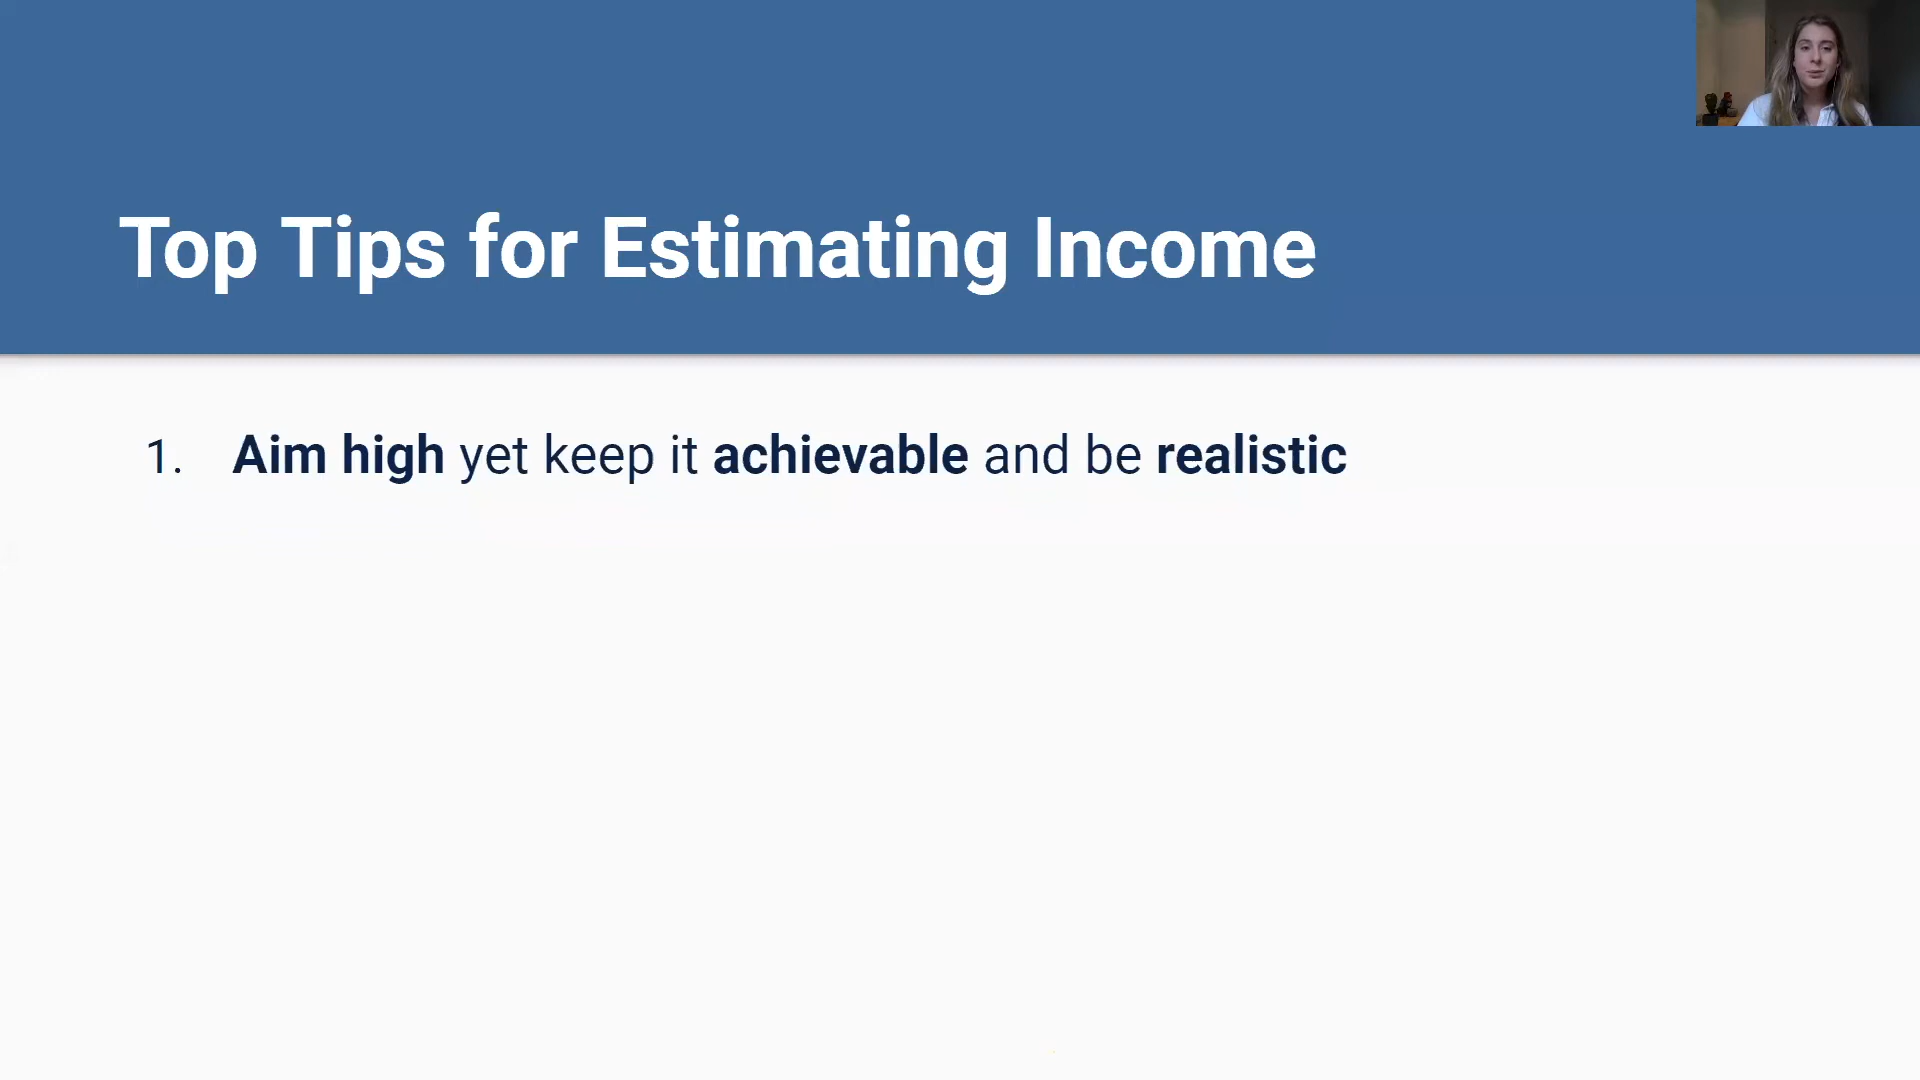 Top Tips for Estimating Income
1. Aim high yet keep it achievable and be realistic